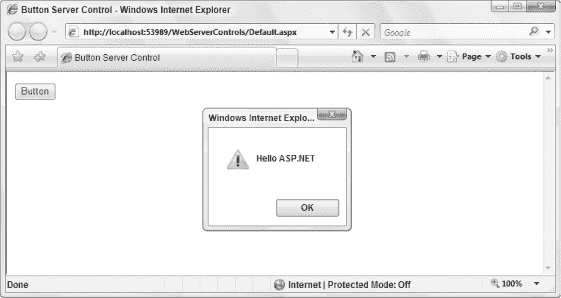 Button Server Control - Windows Internet Explorer
http://localhost:53989/WebServerControls/Default.aspx
Google
Button Server Control
Page
Tools
Button
Windows Internet Explo...
Hello ASP.NET
OK
Done
Internet | Protected Mode: Off
100%